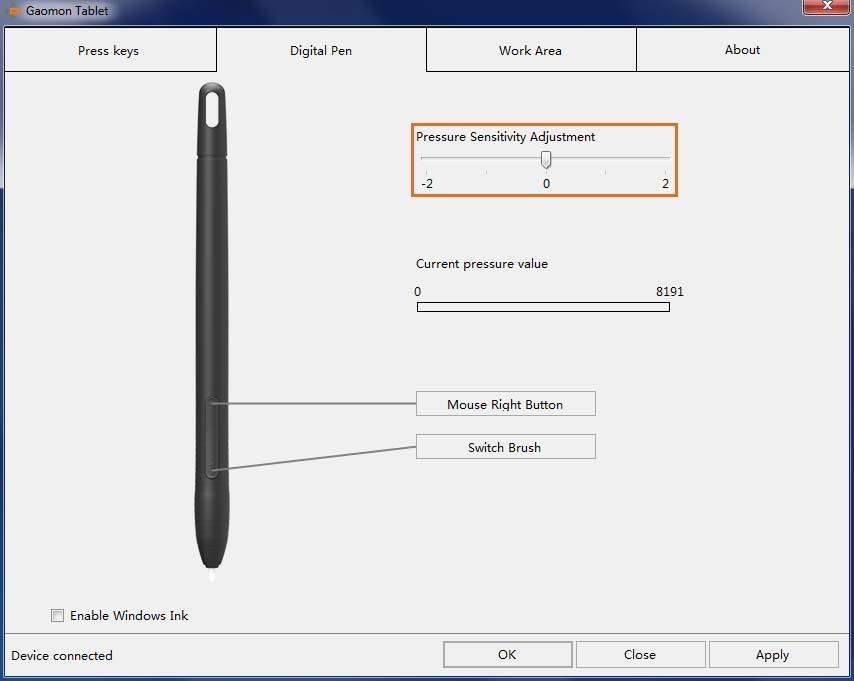 Gaomon Tablet
Press keys
Digital Pen
Work Area
About
Pressure Sensitivity Adjustment
-2 0 2
Current pressure value
0 8191
Mouse Right Button
Switch Brush
Enable Windows Ink
Device connected
OK
Close
Apply